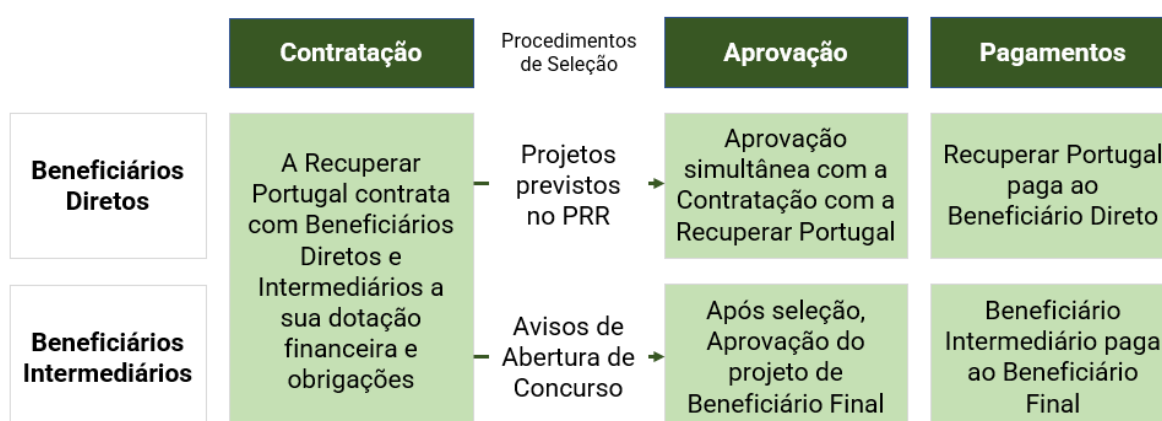 Contratação
Procedimentos
de Seleção
Aprovação
Pagamentos
Beneficiários
Diretos
A Recuperar
Portugal contrata
com Beneficiários
Diretos e
Intermediários a
sua dotação
financeira e
obrigações
Projetos
previstos
no PRR
Aprovação
simultânea com a
Contratação com a
Recuperar Portugal
Recuperar Portugal
paga ao
Beneficiário Direto
Beneficiários
Intermediários
Avisos de
Abertura de
Concurso
Após seleção,
Aprovação do
projeto de
Beneficiário Final
Beneficiário
Intermediário paga
ao Beneficiário
Final